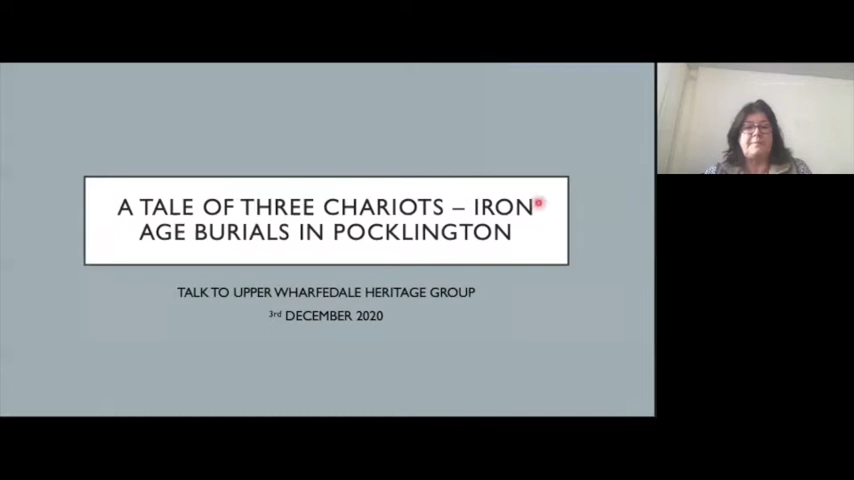 A TALE OF THREE CHARIOTS – IRON
AGE BURIALS IN POCKLINGTON
TALK TO UPPER WHARFEDALE HERITAGE GROUP
3rd DECEMBER 2020